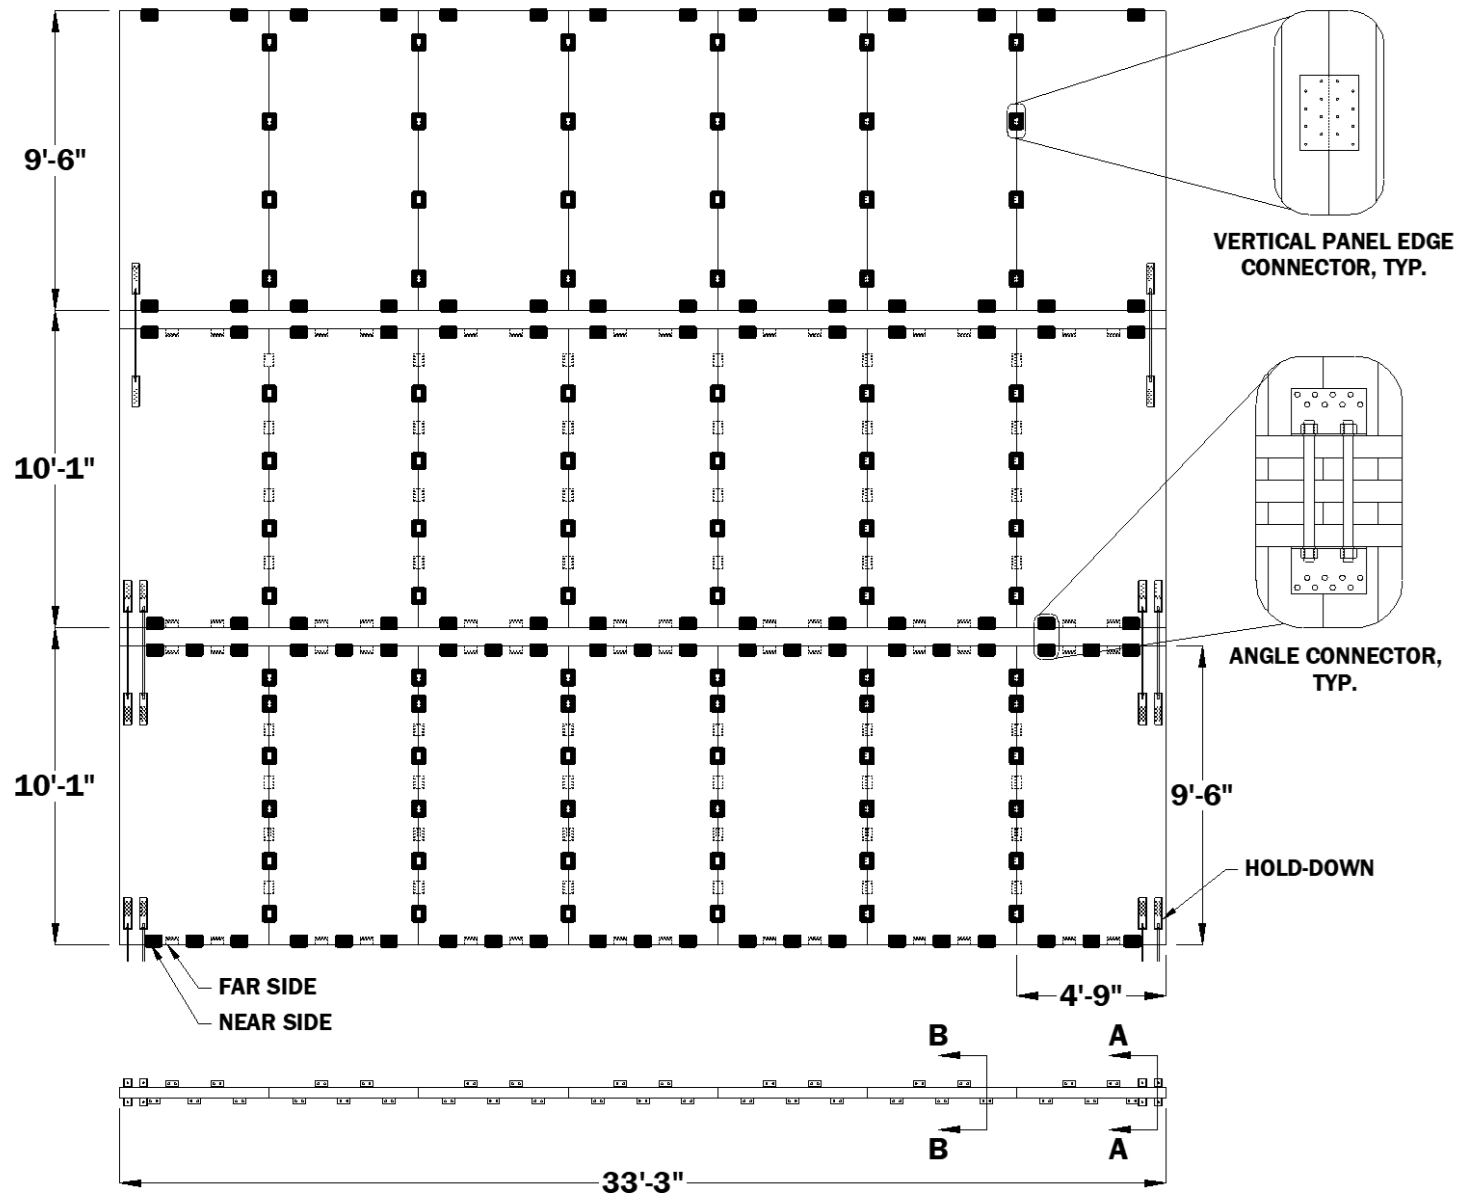 9'-6"
VERTICAL PANEL EDGE
CONNECTOR, TYP.
10'-1"
ANGLE CONNECTOR,
TYP.
10'-1"
9'-6"
HOLD-DOWN
FAR SIDE
NEAR SIDE
4'-9"
B
A
B
A
33'-3"